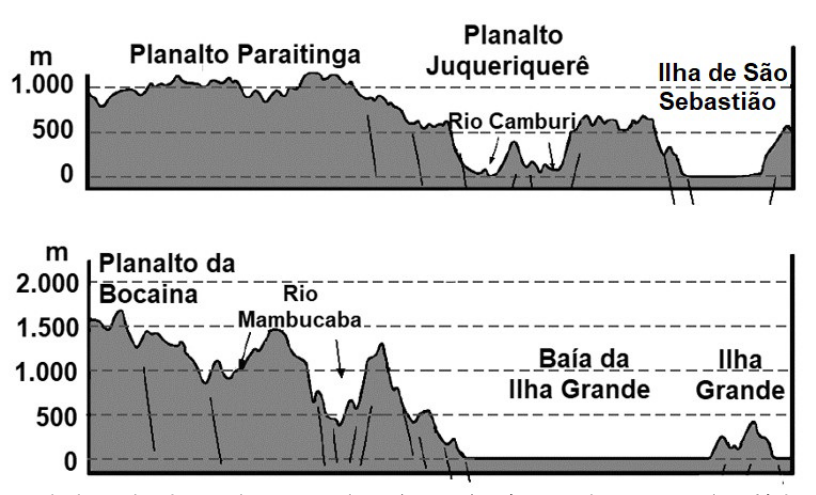 m
Planalto Paraitinga
Planalto
Juqueriquerê
Ilha de São
Sebastião
1.000
500
0
Rio Camburi
m
Planalto da
Bocaina
2.000
1.500
1.000
500
0
Rio
Mambucaba
Baía da
Ilha Grande
Ilha
Grande